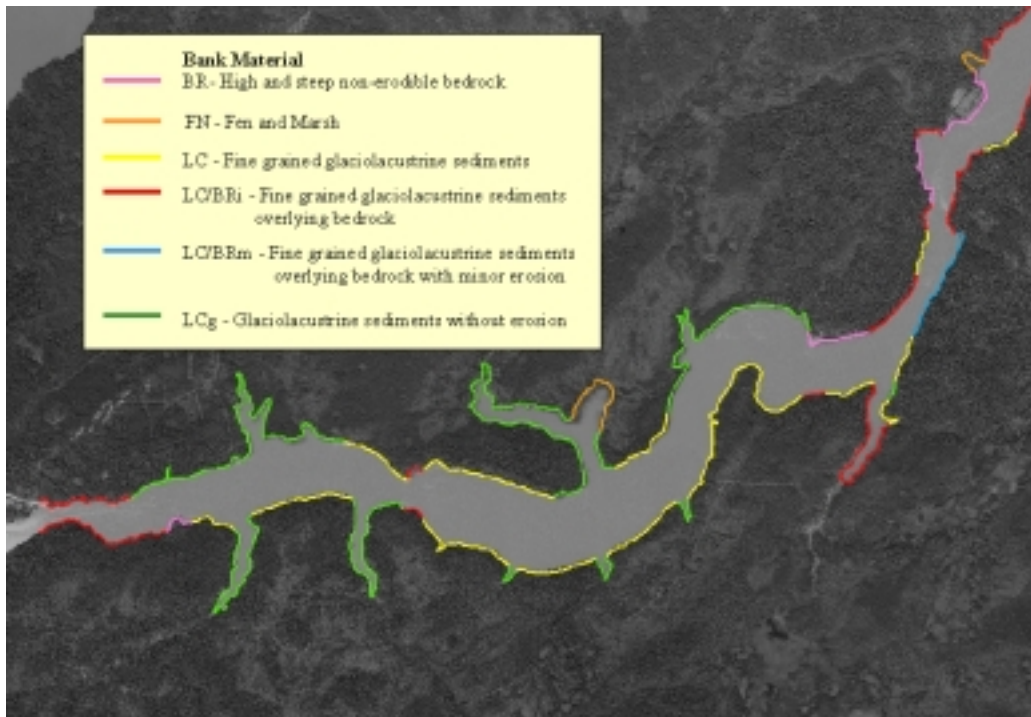 Bank Material
BR- High and steep non-erodible bedrock
FN - Fen and Marsh
LC - Fine grained glaciolacustrine sediments
LC/BRi - Fine grained glaciolacustrine sediments
overlying bedrock
LC/BRm - Fine grained glaciolacustrine sediments
overlying bedrock with minor erosion
LCg - Glaciolacustrine sediments without erosion